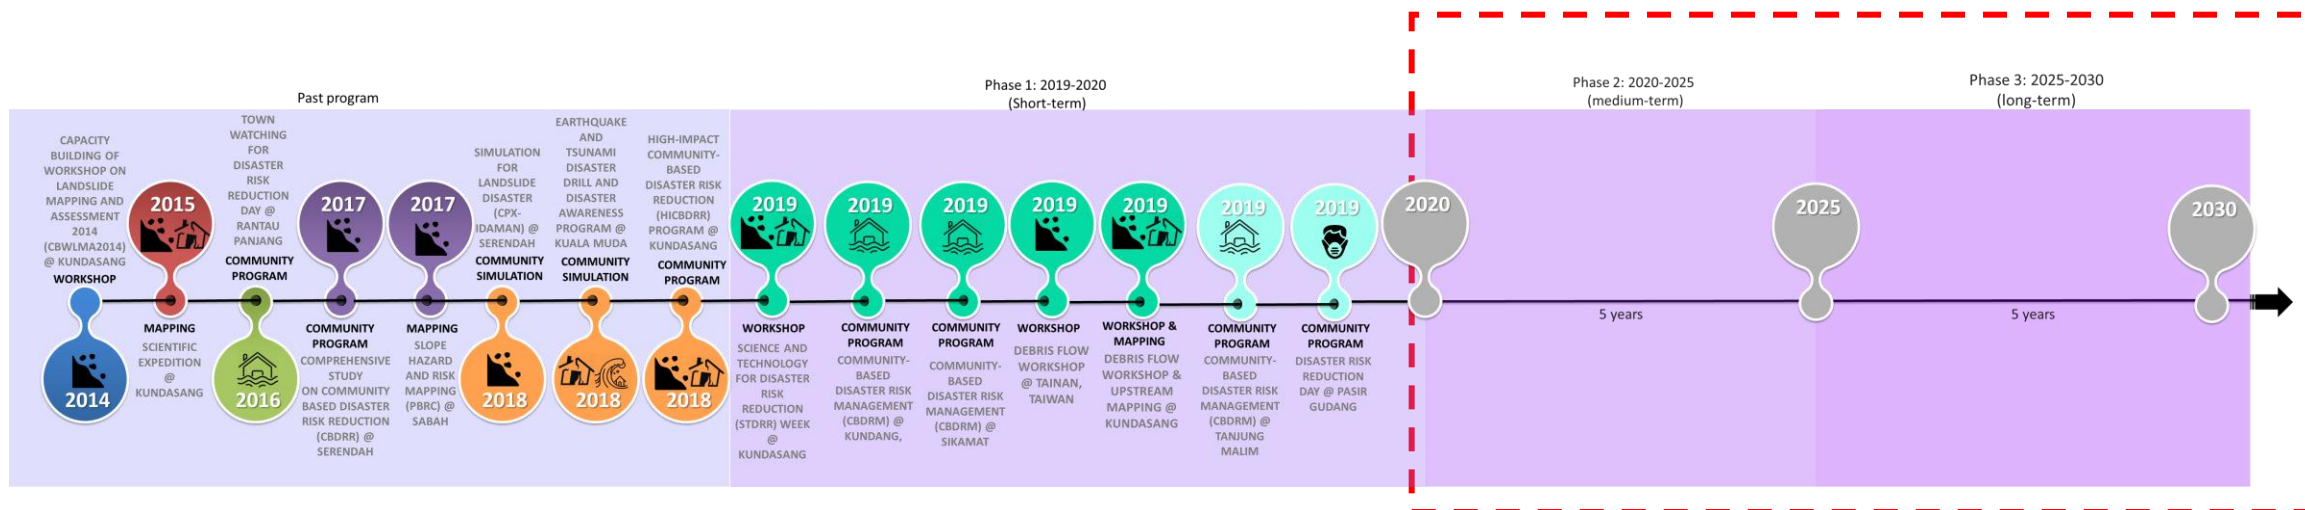 Past program
Phase 1: 2019-2020
(Short-term)
Phase 2: 2020-2025
(medium-term)
Phase 3: 2025-2030
(long-term)
CAPACITY
BUILDING OF
WORKSHOP ON
LANDSLIDE
MAPPING AND
ASSESSMENT
2014
(CBWLMA2014)
@ KUNDASANG
WORKSHOP
2014
2015
MAPPING
SCIENTIFIC
EXPEDITION
@
KUNDASANG
TOWN
WATCHING
FOR
DISASTER
RISK
REDUCTION
DAY @
RANTAU
PANJANG
COMMUNITY
PROGRAM
2016
2017
COMMUNITY
PROGRAM
COMPREHENSIVE
STUDY
ON COMMUNITY
BASED DISASTER
RISK REDUCTION
(CBDRR) @
SERENDAH
2017
MAPPING
SLOPE
HAZARD
AND RISK
MAPPING
(PBRC) @
SABAH
SIMULATION
FOR
LANDSLIDE
DISASTER
(CPX-
IDAMAN) @
SERENDAH
COMMUNITY
SIMULATION
2018
EARTHQUAKE
AND
TSUNAMI
DISASTER
DRILL AND
DISASTER
AWARENESS
PROGRAM @
KUALA MUDA
COMMUNITY
SIMULATION
2018
HIGH-IMPACT
COMMUNITY-
BASED
DISASTER RISK
REDUCTION
(HICBDRR)
PROGRAM @
KUNDASANG
COMMUNITY
PROGRAM
2018
2019
WORKSHOP
SCIENCE AND
TECHNOLOGY
FOR DISASTER
RISK
REDUCTION
(STDRR) WEEK
@
KUNDASANG
2019
COMMUNITY
PROGRAM
COMMUNITY-
BASED
DISASTER RISK
MANAGEMENT
(CBDRM) @
KUNDANG,
2019
COMMUNITY
PROGRAM
COMMUNITY-
BASED
DISASTER RISK
MANAGEMENT
(CBDRM) @
SIKAMAT
2019
WORKSHOP
DEBRIS FLOW
WORKSHOP
@ TAINAN,
TAIWAN
2019
WORKSHOP &
MAPPING
DEBRIS FLOW
WORKSHOP &
UPSTREAM
MAPPING @
KUNDASANG
2019
COMMUNITY
PROGRAM
COMMUNITY-
BASED
DISASTER RISK
MANAGEMENT
(CBDRM) @
TANJUNG
MALIM
2019
COMMUNITY
PROGRAM
DISASTER RISK
REDUCTION
DAY @ PASIR
GUDANG
2020
5 years
2025
5 years
2030